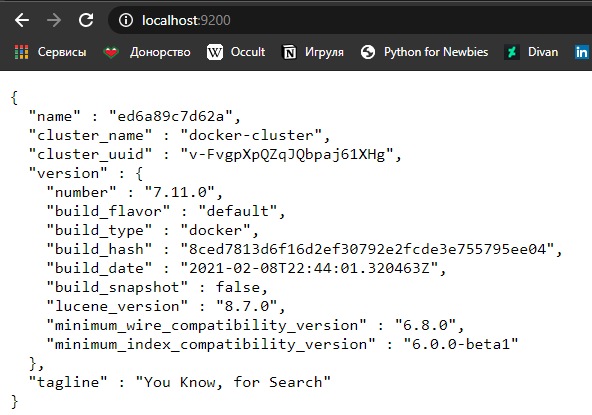 localhost:9200
Сервисы Донорство W Occult Игруля Python for Newbies Divan in
{
"name" : "ed6a89c7d62a",
"cluster_name" : "docker-cluster",
"cluster_uuid" : "v-FvgpXpQZqJQbpaj61XHg",
"version" : {
"number" : "7.11.0",
"build_flavor" : "default",
"build_type" : "docker",
"build_hash" : "8ced7813d6f16d2ef30792e2fcde3e755795ee04",
"build_date" : "2021-02-08T22:44:01.320463Z",
"build_snapshot" : false,
"lucene_version" : "8.7.0",
"minimum_wire_compatibility_version" : "6.8.0",
"minimum_index_compatibility_version" : "6.0.0-beta1"
},
"tagline" : "You Know, for Search"
}